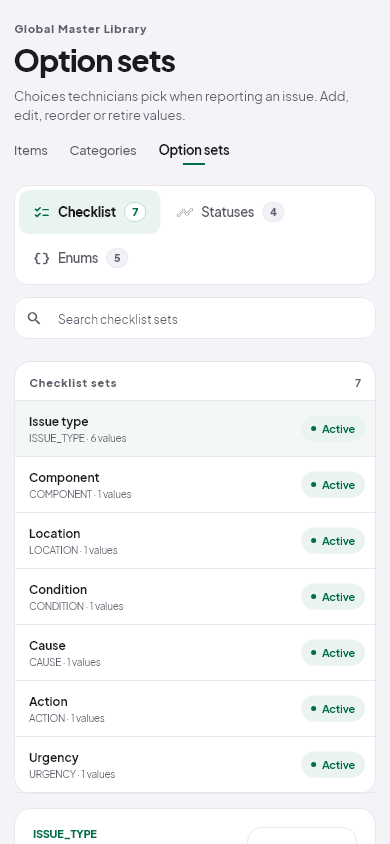 Global Master Library
Option sets
Choices technicians pick when reporting an issue. Add,
edit, reorder or retire values.
Items Categories Option sets
Checklist 7 Statuses 4
Enums 5
Search checklist sets
Checklist sets 7
Issue type
ISSUE_TYPE · 6 values
Active
Component
COMPONENT · 1 values
Active
Location
LOCATION · 1 values
Active
Condition
CONDITION · 1 values
Active
Cause
CAUSE · 1 values
Active
Action
ACTION · 1 values
Active
Urgency
URGENCY · 1 values
Active
ISSUE_TYPE